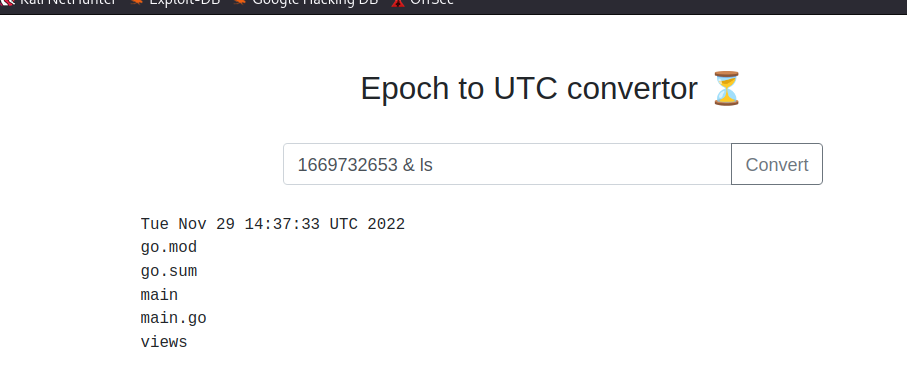 Kali NetHunter Exploit-DB Google Hacking DB OffSec
Epoch to UTC convertor ⏳
1669732653 & ls Convert
Tue Nov 29 14:37:33 UTC 2022
go.mod
go.sum
main
main.go
views